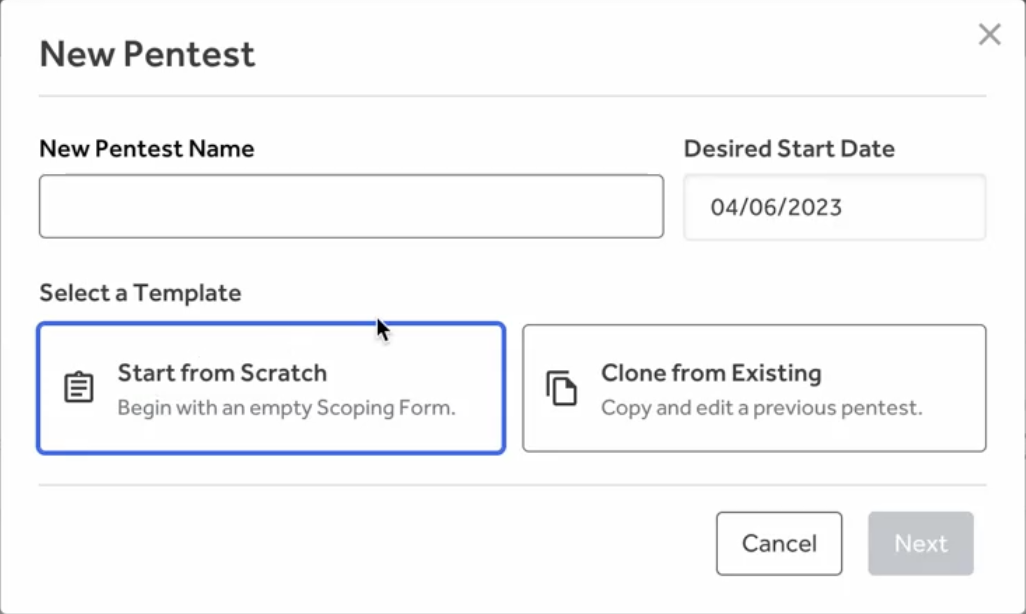 New Pentest
New Pentest Name
Desired Start Date
04/06/2023
Select a Template
Start from Scratch
Begin with an empty Scoping Form.
Clone from Existing
Copy and edit a previous pentest.
Cancel
Next